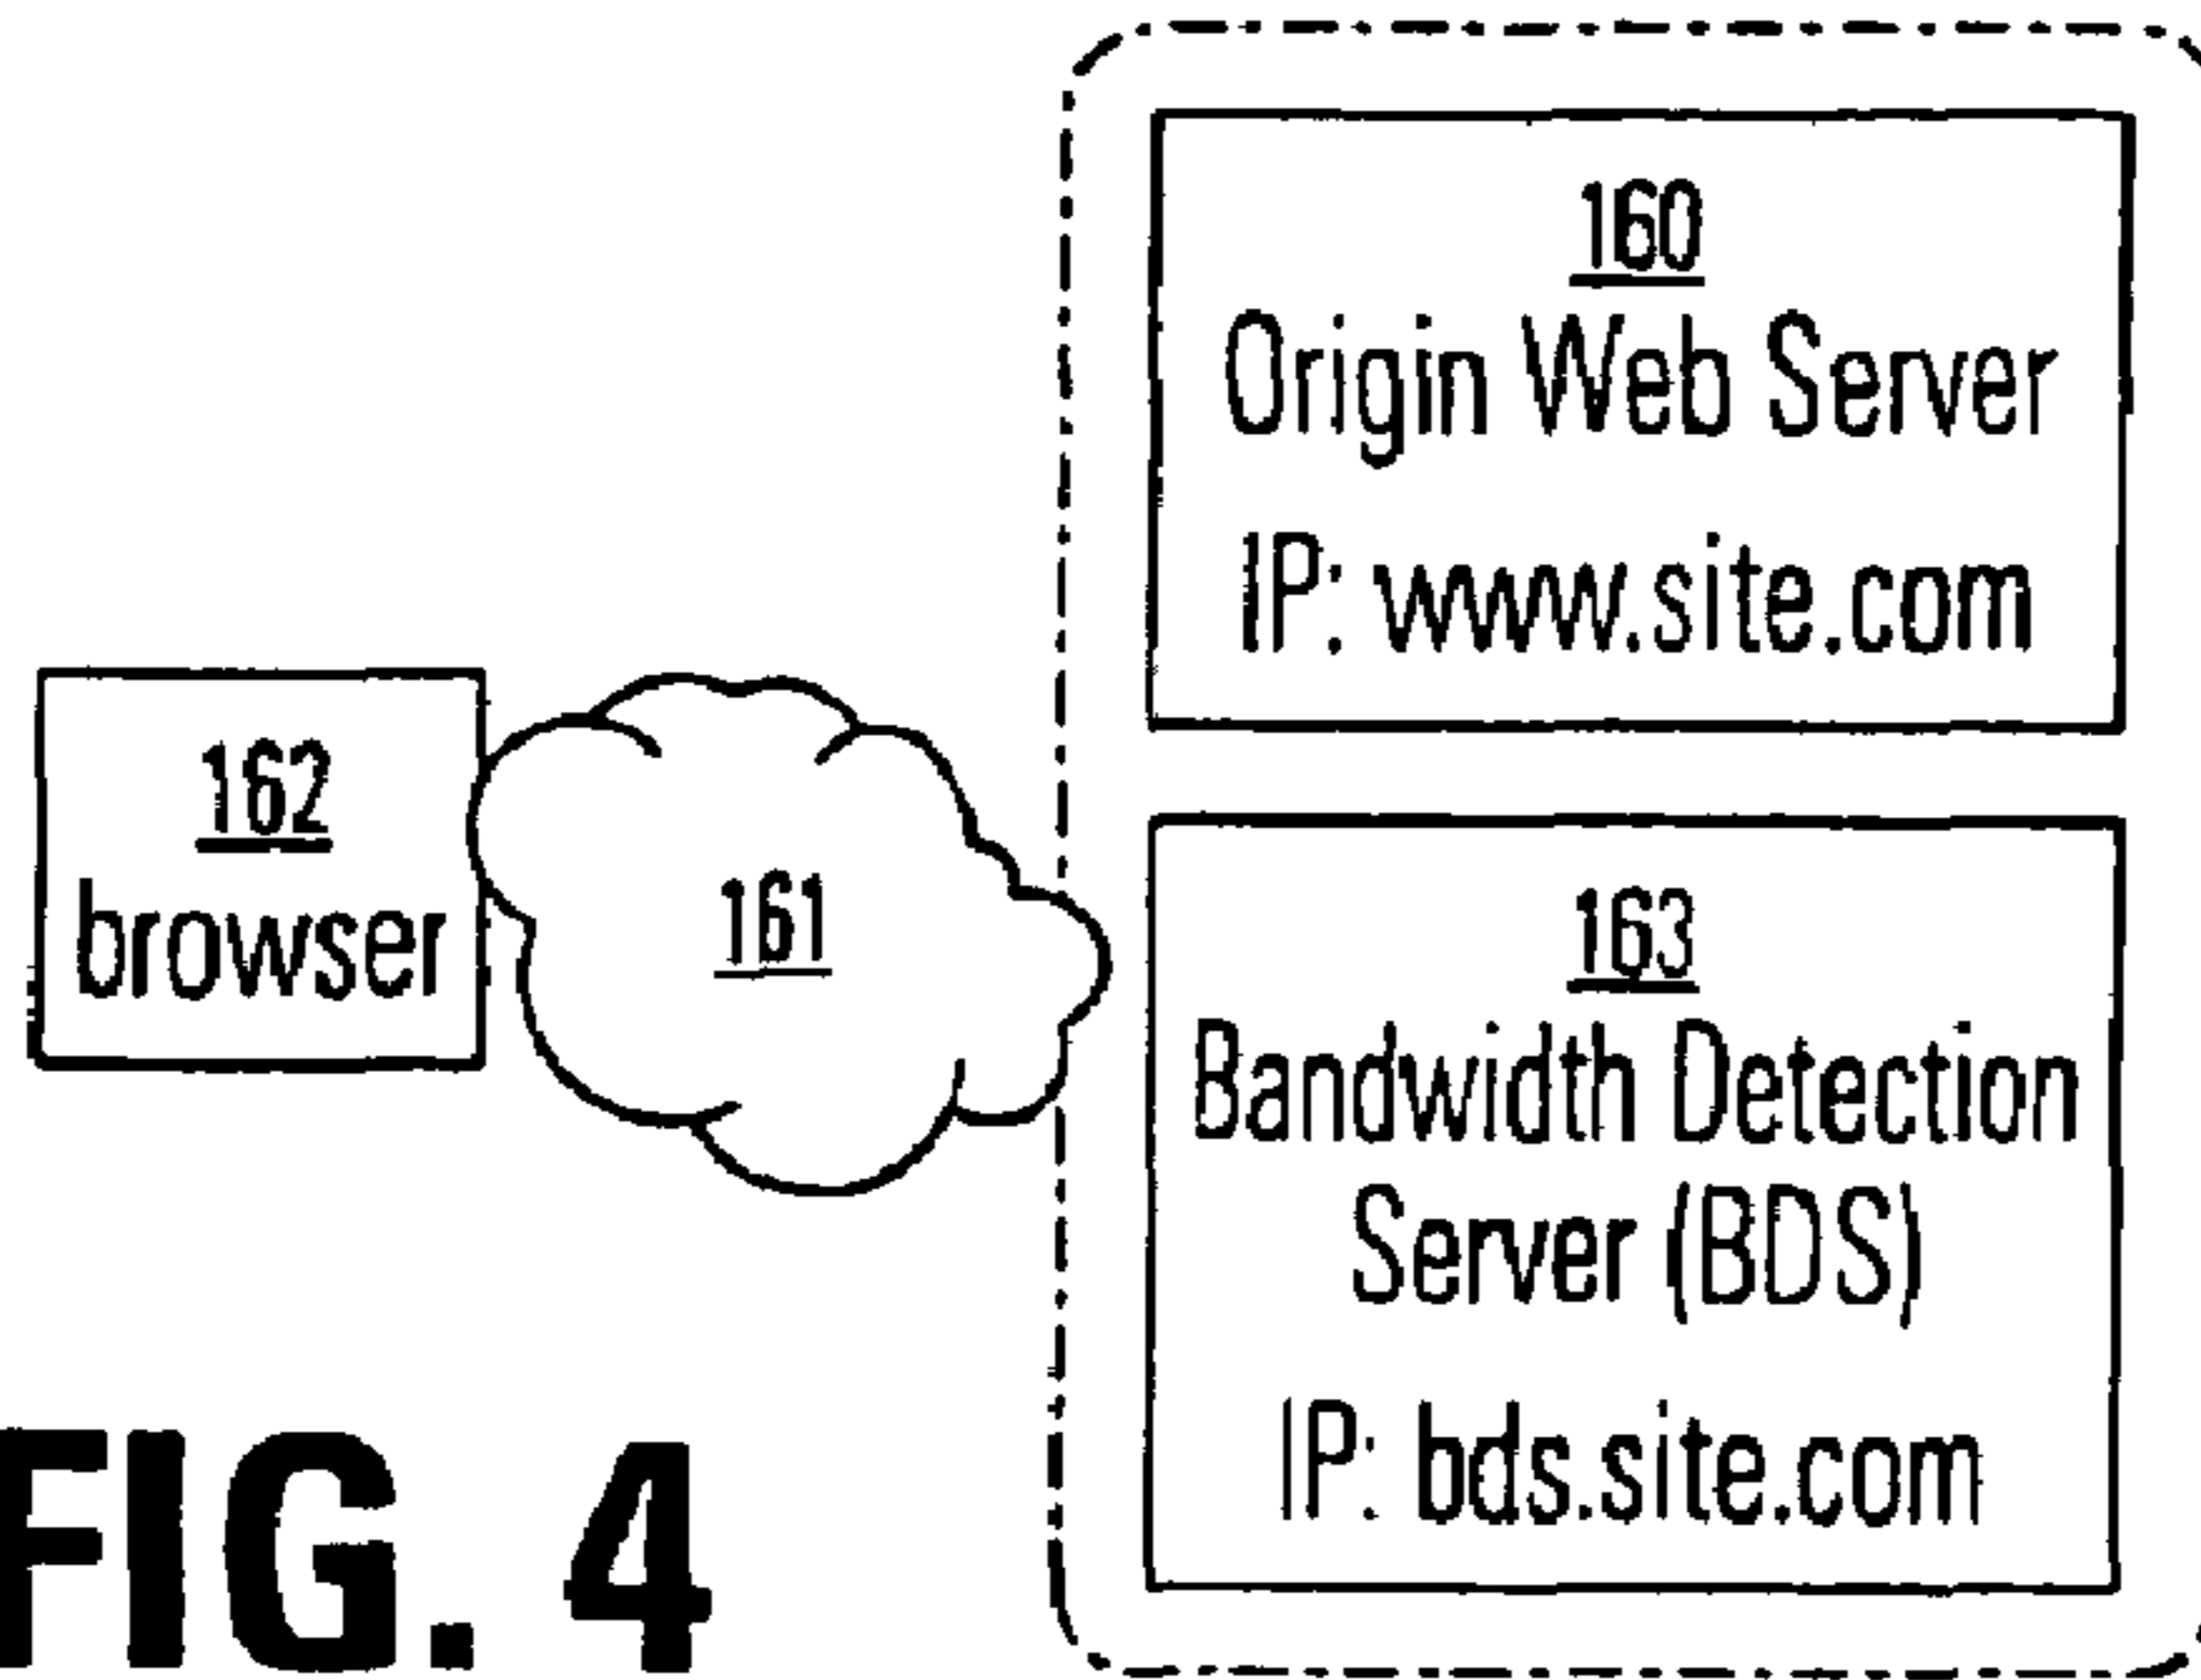 160
Origin Web Server
IP: www.site.com
162
browser
161
163
Bandwidth Detection
Server (BDS)
IP: bds.site.com
FIG. 4